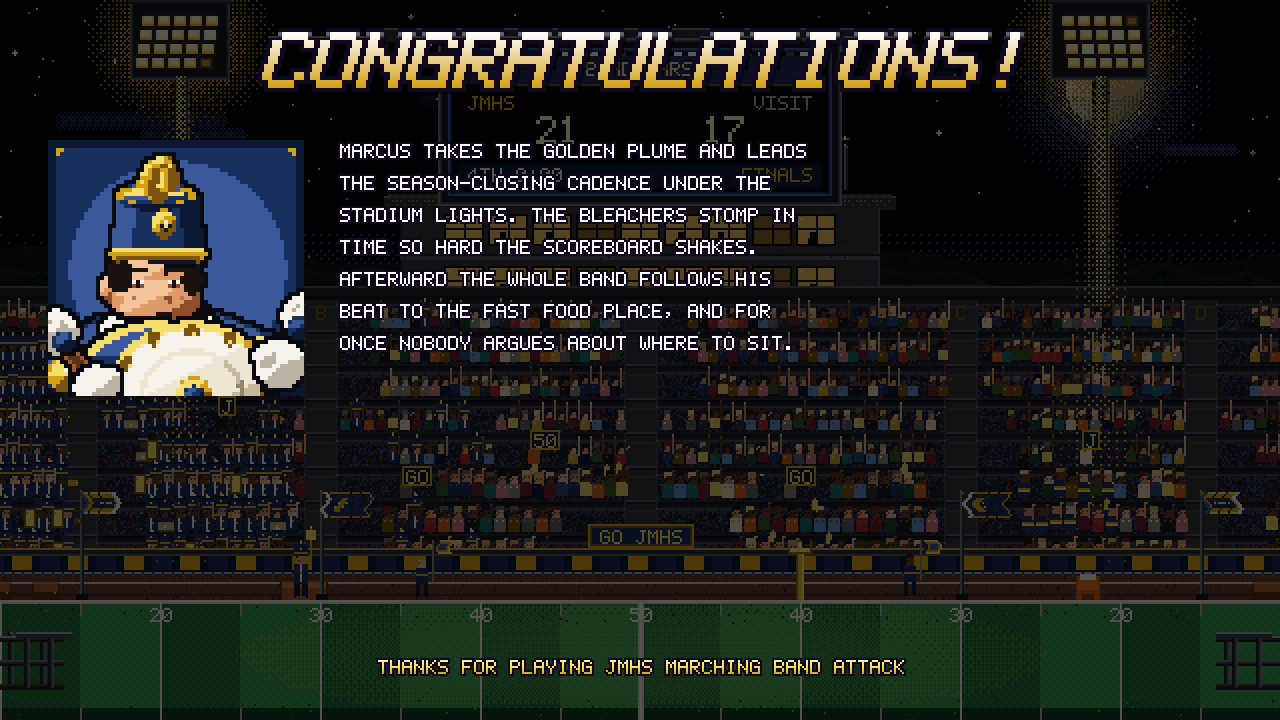 CONGRATULATIONS!
JMHS
VISIT
21
17
MARCUS TAKES THE GOLDEN PLUME AND LEADS
THE SEASON-CLOSING CADENCE UNDER THE
STADIUM LIGHTS. THE BLEACHERS STOMP IN
TIME SO HARD THE SCOREBOARD SHAKES.
AFTERWARD THE WHOLE BAND FOLLOWS HIS
BEAT TO THE FAST FOOD PLACE, AND FOR
ONCE NOBODY ARGUES ABOUT WHERE TO SIT.
B
C
D
J
50
J
GO
GO
GO JMHS
20
30
40
50
40
30
20
THANKS FOR PLAYING JMHS MARCHING BAND ATTACK